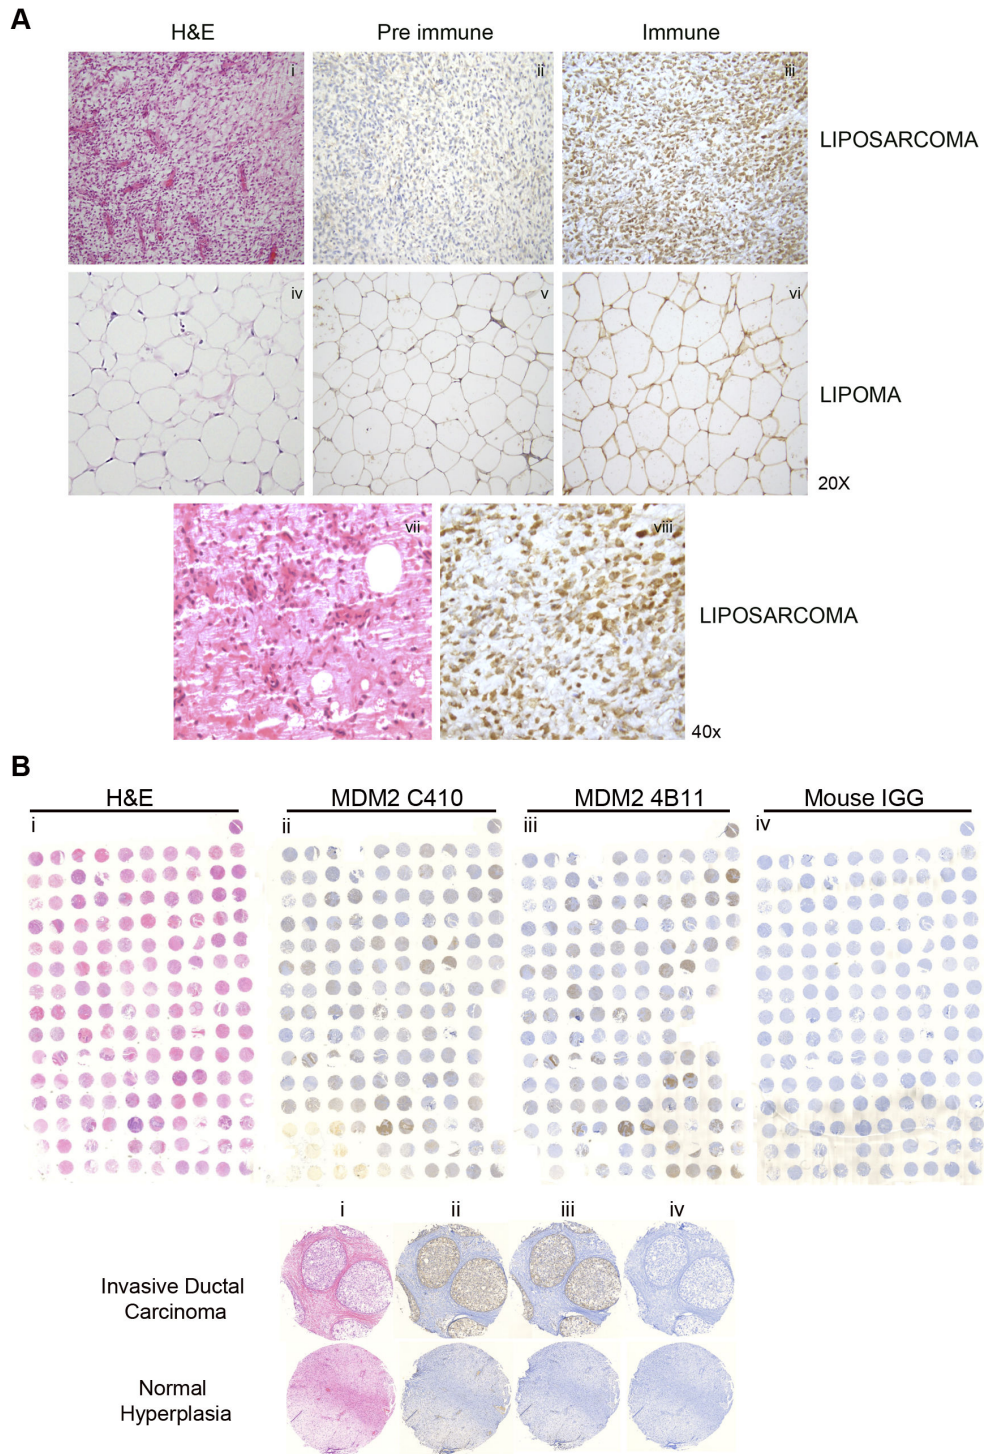 A
H&E
Pre immune
Immune
i
ii
iii
LIPOSARCOMA
iv
v
vi
LIPOMA
20X
vii
viii
LIPOSARCOMA
40x
B
H&E
MDM2 C410
MDM2 4B11
Mouse IGG
i
ii
iii
iv
i
ii
iii
iv
Invasive Ductal
Carcinoma
Normal
Hyperplasia